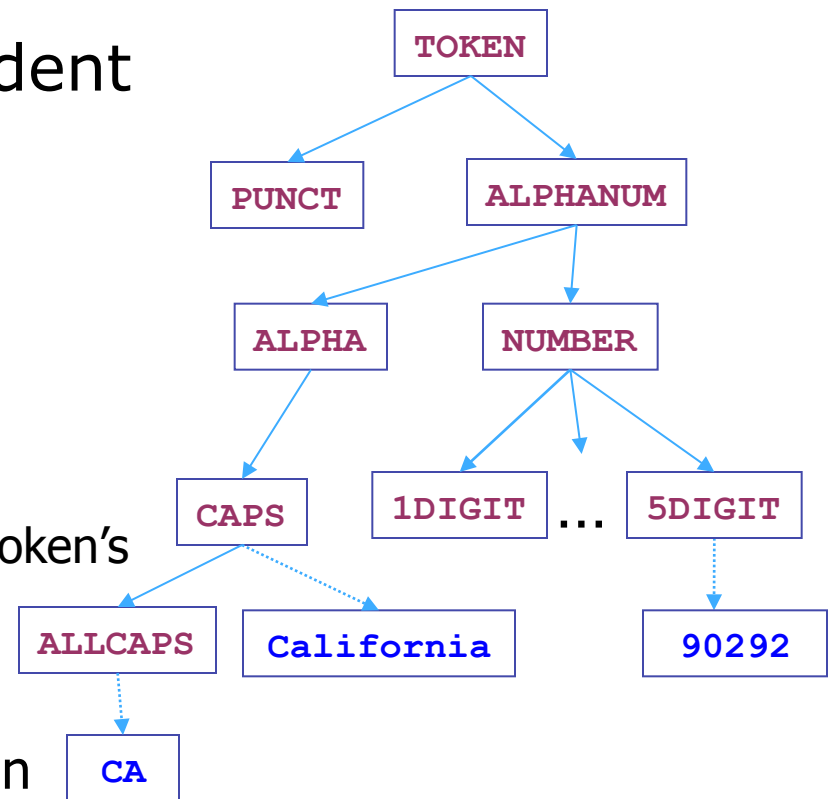 TOKEN
dent
PUNCT
ALPHANUM
ALPHA
NUMBER
CAPS
1DIGIT
...
5DIGIT
oken's
ALLCAPS
California
90292
n
CA